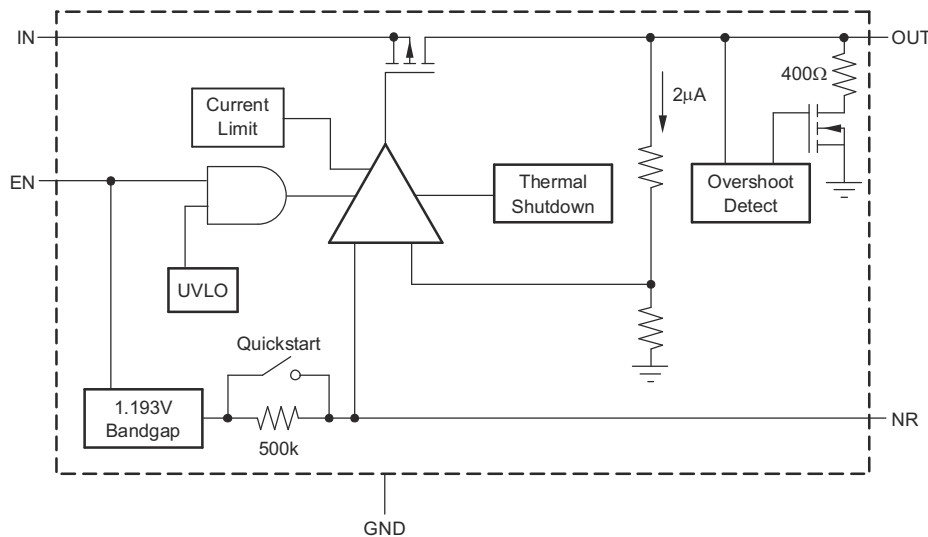 IN
OUT
400Ω
2μA
Current
Limit
EN
Thermal
Shutdown
Overshoot
Detect
UVLO
Quickstart
1.193V
Bandgap
500k
NR
GND